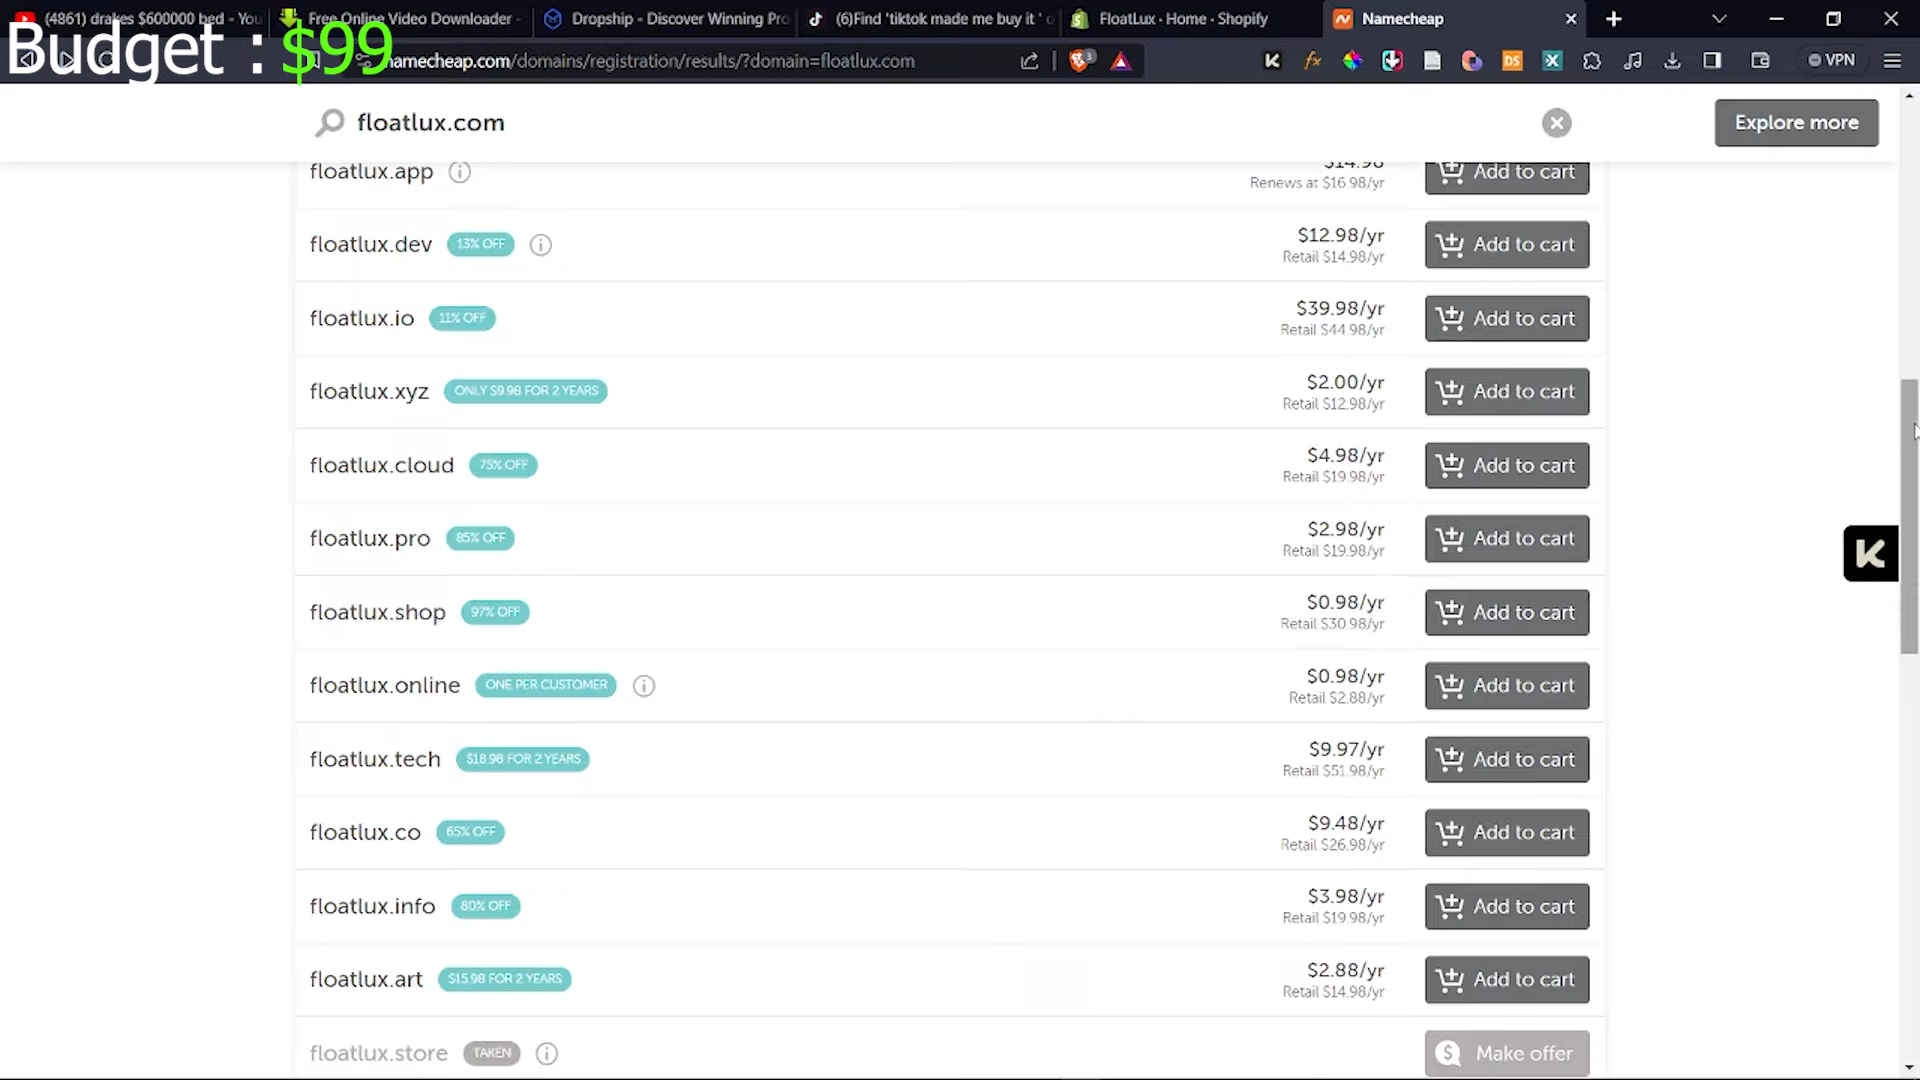 (4861) drakes $600000 bed - You
Free Online Video Downloader -
Dropship - Discover Winning Pro
(6)Find 'tiktok made me buy it '
FloatLux · Home · Shopify
Namecheap
Budget : $99
namecheap.com/domains/registration/results/?domain=floatlux.com
VPN
floatlux.com
Explore more
floatlux.app
$14.98
Renews at $16.98/yr
Add to cart
floatlux.dev
13% OFF
$12.98/yr
Retail $14.98/yr
Add to cart
floatlux.io
11% OFF
$39.98/yr
Retail $44.98/yr
Add to cart
floatlux.xyz
ONLY $9.98 FOR 2 YEARS
$2.00/yr
Retail $12.98/yr
Add to cart
floatlux.cloud
75% OFF
$4.98/yr
Retail $19.98/yr
Add to cart
floatlux.pro
85% OFF
$2.98/yr
Retail $19.98/yr
Add to cart
floatlux.shop
97% OFF
$0.98/yr
Retail $30.98/yr
Add to cart
floatlux.online
ONE PER CUSTOMER
$0.98/yr
Retail $2.88/yr
Add to cart
floatlux.tech
$18.98 FOR 2 YEARS
$9.97/yr
Retail $51.98/yr
Add to cart
floatlux.co
65% OFF
$9.48/yr
Retail $26.98/yr
Add to cart
floatlux.info
80% OFF
$3.98/yr
Retail $19.98/yr
Add to cart
floatlux.art
$15.98 FOR 2 YEARS
$2.88/yr
Retail $14.98/yr
Add to cart
floatlux.store
TAKEN
Make offer